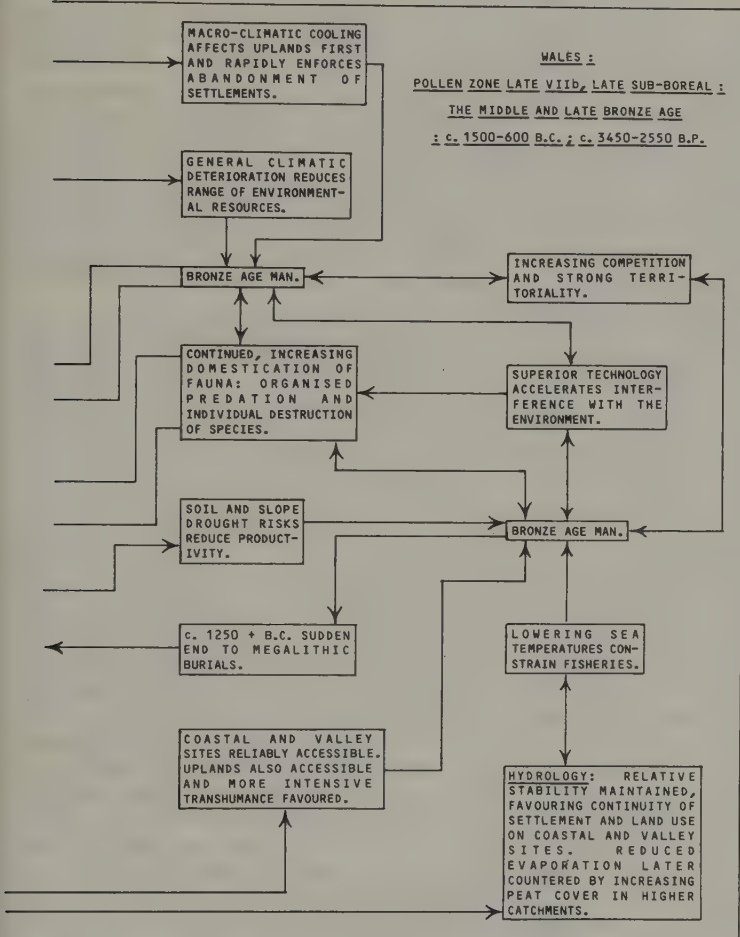 MACRO-CLIMATIC COOLING
AFFECTS UPLANDS FIRST
AND RAPIDLY ENFORCES
ABANDONMENT OF
SETTLEMENTS.
WALES :
POLLEN ZONE LATE VIIb, LATE SUB-BOREAL :
THE MIDDLE AND LATE BRONZE AGE
: c. 1500-600 B.C. ; c. 3450-2550 B.P.
GENERAL CLIMATIC
DETERIORATION REDUCES
RANGE OF ENVIRONMENT-
AL RESOURCES.
BRONZE AGE MAN.
INCREASING COMPETITION
AND STRONG TERRI-
TORIALITY.
CONTINUED, INCREASING
DOMESTICATION OF
FAUNA: ORGANISED
PREDATION AND
INDIVIDUAL DESTRUCTION
OF SPECIES.
SUPERIOR TECHNOLOGY
ACCELERATES INTER-
FERENCE WITH THE
ENVIRONMENT.
SOIL AND SLOPE
DROUGHT RISKS
REDUCE PRODUCT-
IVITY.
BRONZE AGE MAN.
c. 1250 + B.C. SUDDEN
END TO MEGALITHIC
BURIALS.
LOWERING SEA
TEMPERATURES CON-
STRAIN FISHERIES.
COASTAL AND VALLEY
SITES RELIABLY ACCESSIBLE.
UPLANDS ALSO ACCESSIBLE
AND MORE INTENSIVE
TRANSHUMANCE FAVOURED.
HYDROLOGY: RELATIVE
STABILITY MAINTAINED,
FAVOURING CONTINUITY OF
SETTLEMENT AND LAND USE
ON COASTAL AND VALLEY
SITES. REDUCED
EVAPORATION LATER
COUNTERED BY INCREASING
PEAT COVER IN HIGHER
CATCHMENTS.